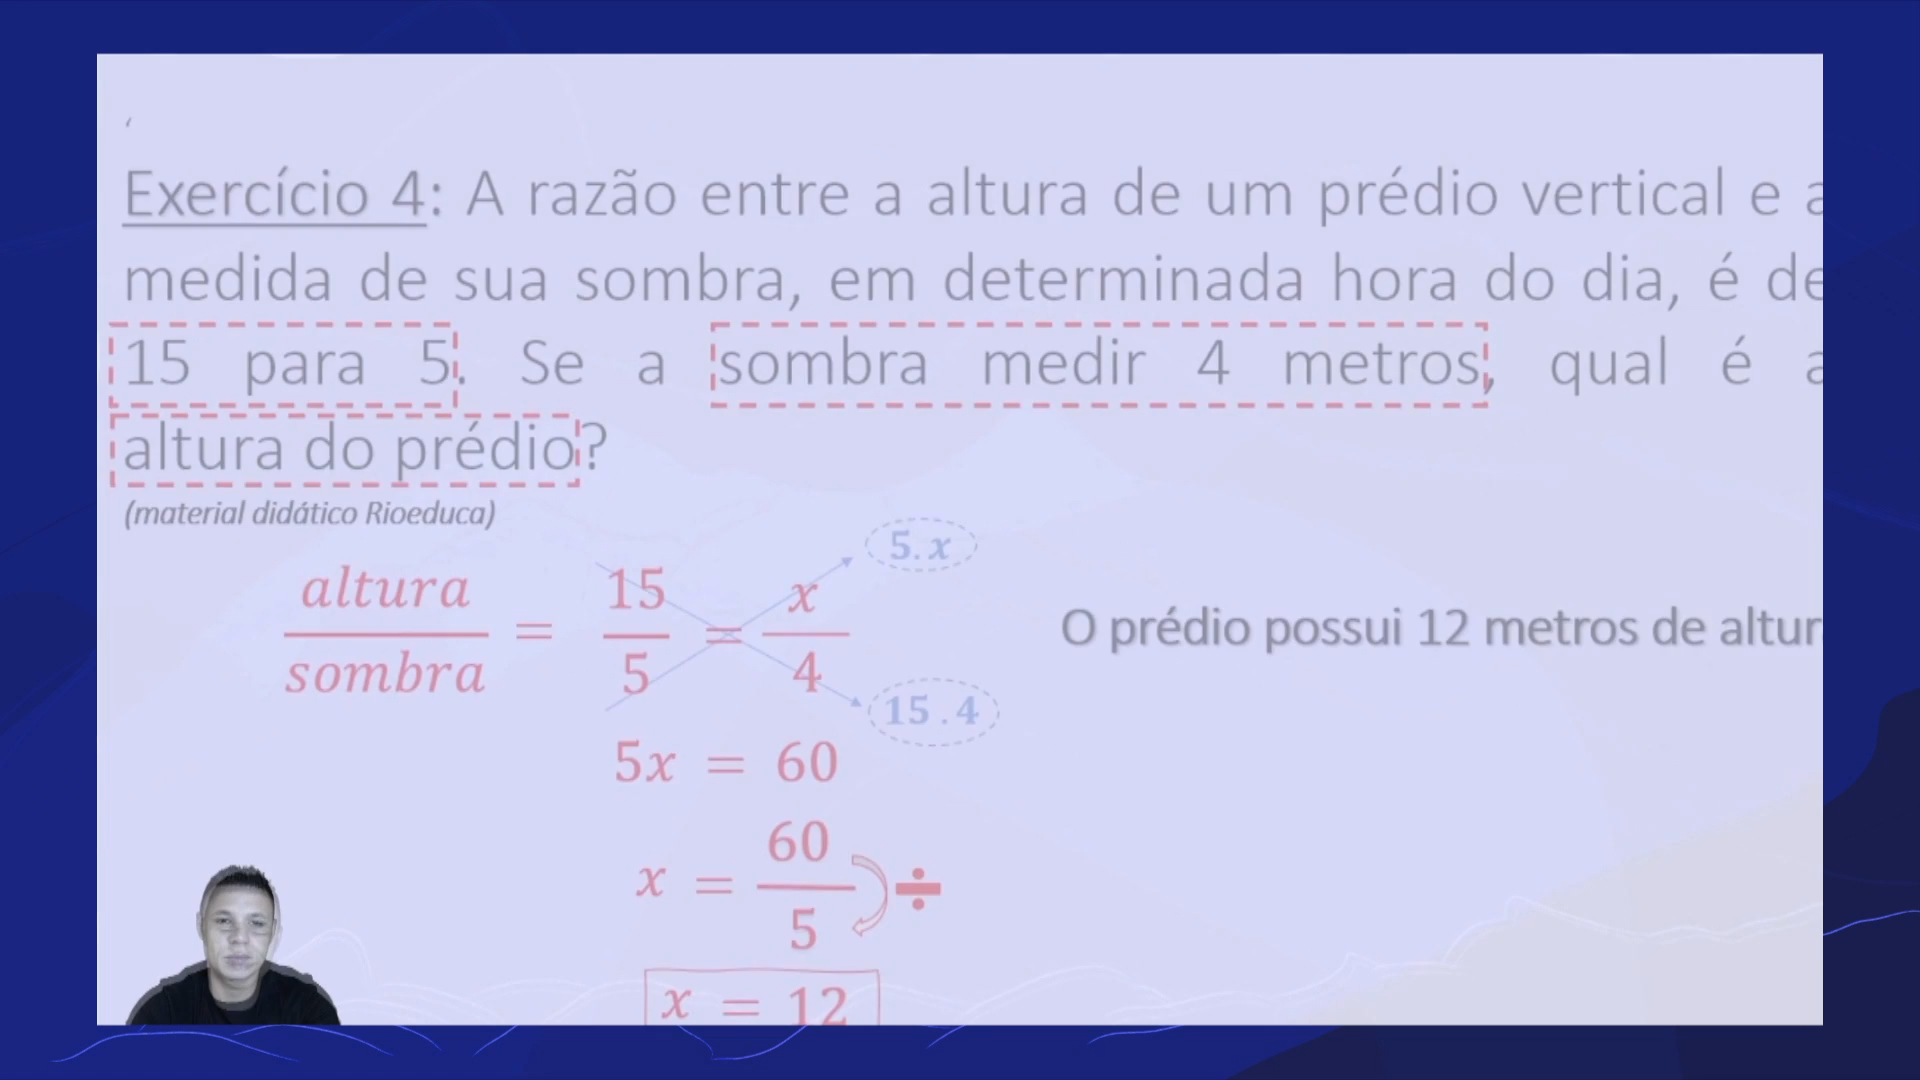 Exercício 4: A razão entre a altura de um prédio vertical e a
medida de sua sombra, em determinada hora do dia, é de
15 para 5. Se a sombra medir 4 metros, qual é a
altura do prédio?
(material didático Rioeduca)
altura / sombra = 15 / 5 = x / 4
5.x
15.4
O prédio possui 12 metros de altur
5x = 60
x = 60 / 5 ÷
x = 12